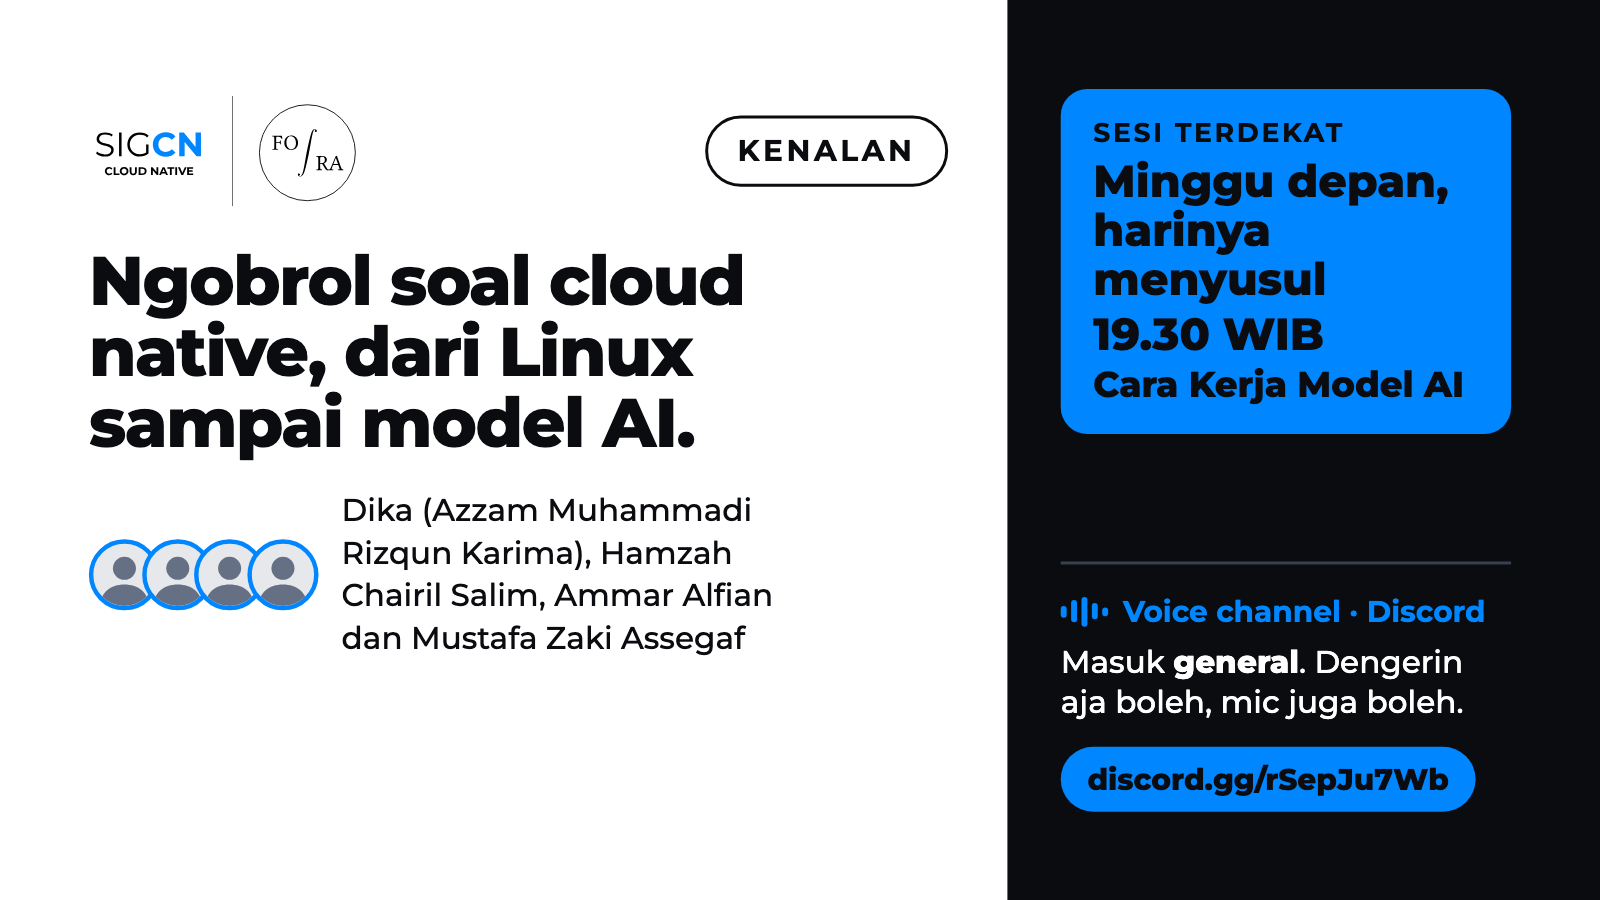 SIGCN
CLOUD NATIVE
FO RA
KENALAN
Ngobrol soal cloud
native, dari Linux
sampai model AI.
Dika (Azzam Muhammadi
Rizqun Karima), Hamzah
Chairil Salim, Ammar Alfian
dan Mustafa Zaki Assegaf
SESI TERDEKAT
Minggu depan,
harinya
menyusul
19.30 WIB
Cara Kerja Model AI
Voice channel · Discord
Masuk general. Dengerin
aja boleh, mic juga boleh.
discord.gg/rSepJu7Wb